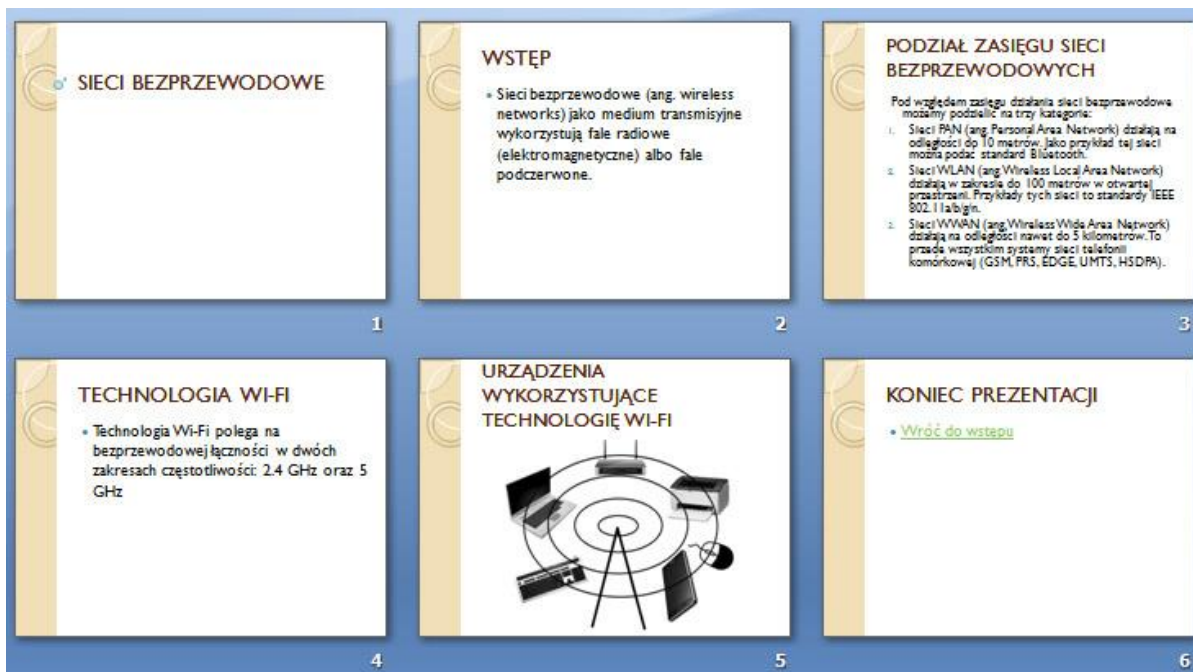 SIECI BEZPRZEWODOWE
1
WSTĘP
Sieci bezprzewodowe (ang. wireless
networks) jako medium transmisyjne
wykorzystują fale radiowe
(elektromagnetyczne) albo fale
podczerwone.
2
PODZIAŁ ZASIĘGU SIECI
BEZPRZEWODOWYCH
Pod względem zasięgu działania sieci bezprzewodowe
możemy podzielić na trzy kategorie:
1. Sieci PAN (ang. Personal Area Network) działają na
odległości do 10 metrów. Jako przykład tej sieci
można podać standard Bluetooth.
2. Sieci WLAN (ang. Wireless Local Area Network)
działają w zakresie do 100 metrów w otwartej
przestrzeni. Przykłady tych sieci to standardy IEEE
802.11a/b/g/n.
3. Sieci WWAN (ang. Wireless Wide Area Network)
działają na odległości nawet do 5 kilometrów. To
przede wszystkim systemy sieci telefonii
komórkowej (GSM, PRS, EDGE, UMTS, HSDPA).
3
TECHNOLOGIA WI-FI
Technologia Wi-Fi polega na
bezprzewodowej łączności w dwóch
zakresach częstotliwości: 2.4 GHz oraz 5
GHz
4
URZĄDZENIA
WYKORZYSTUJĄCE
TECHNOLOGIĘ WI-FI
5
KONIEC PREZENTACJI
Wróć do wstępu
6